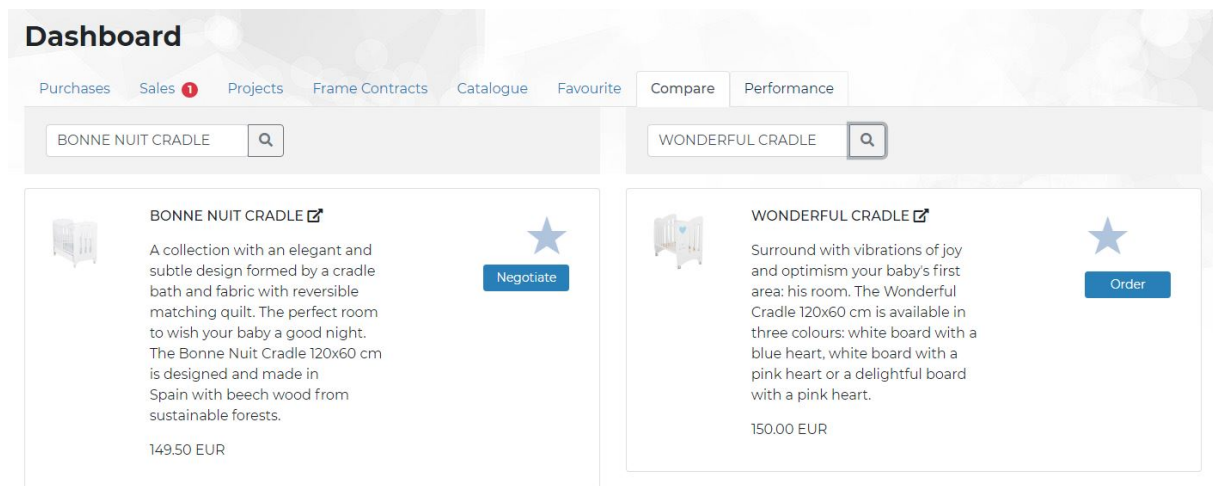 Dashboard
Purchases Sales 1 Projects Frame Contracts Catalogue Favourite Compare Performance
BONNE NUIT CRADLE
WONDERFUL CRADLE
BONNE NUIT CRADLE
A collection with an elegant and
subtle design formed by a cradle
bath and fabric with reversible
matching quilt. The perfect room
to wish your baby a good night.
The Bonne Nuit Cradle 120x60 cm
is designed and made in
Spain with beech wood from
sustainable forests.
149.50 EUR
Negotiate
WONDERFUL CRADLE
Surround with vibrations of joy
and optimism your baby's first
area: his room. The Wonderful
Cradle 120x60 cm is available in
three colours: white board with a
blue heart, white board with a
pink heart or a delightful board
with a pink heart.
150.00 EUR
Order